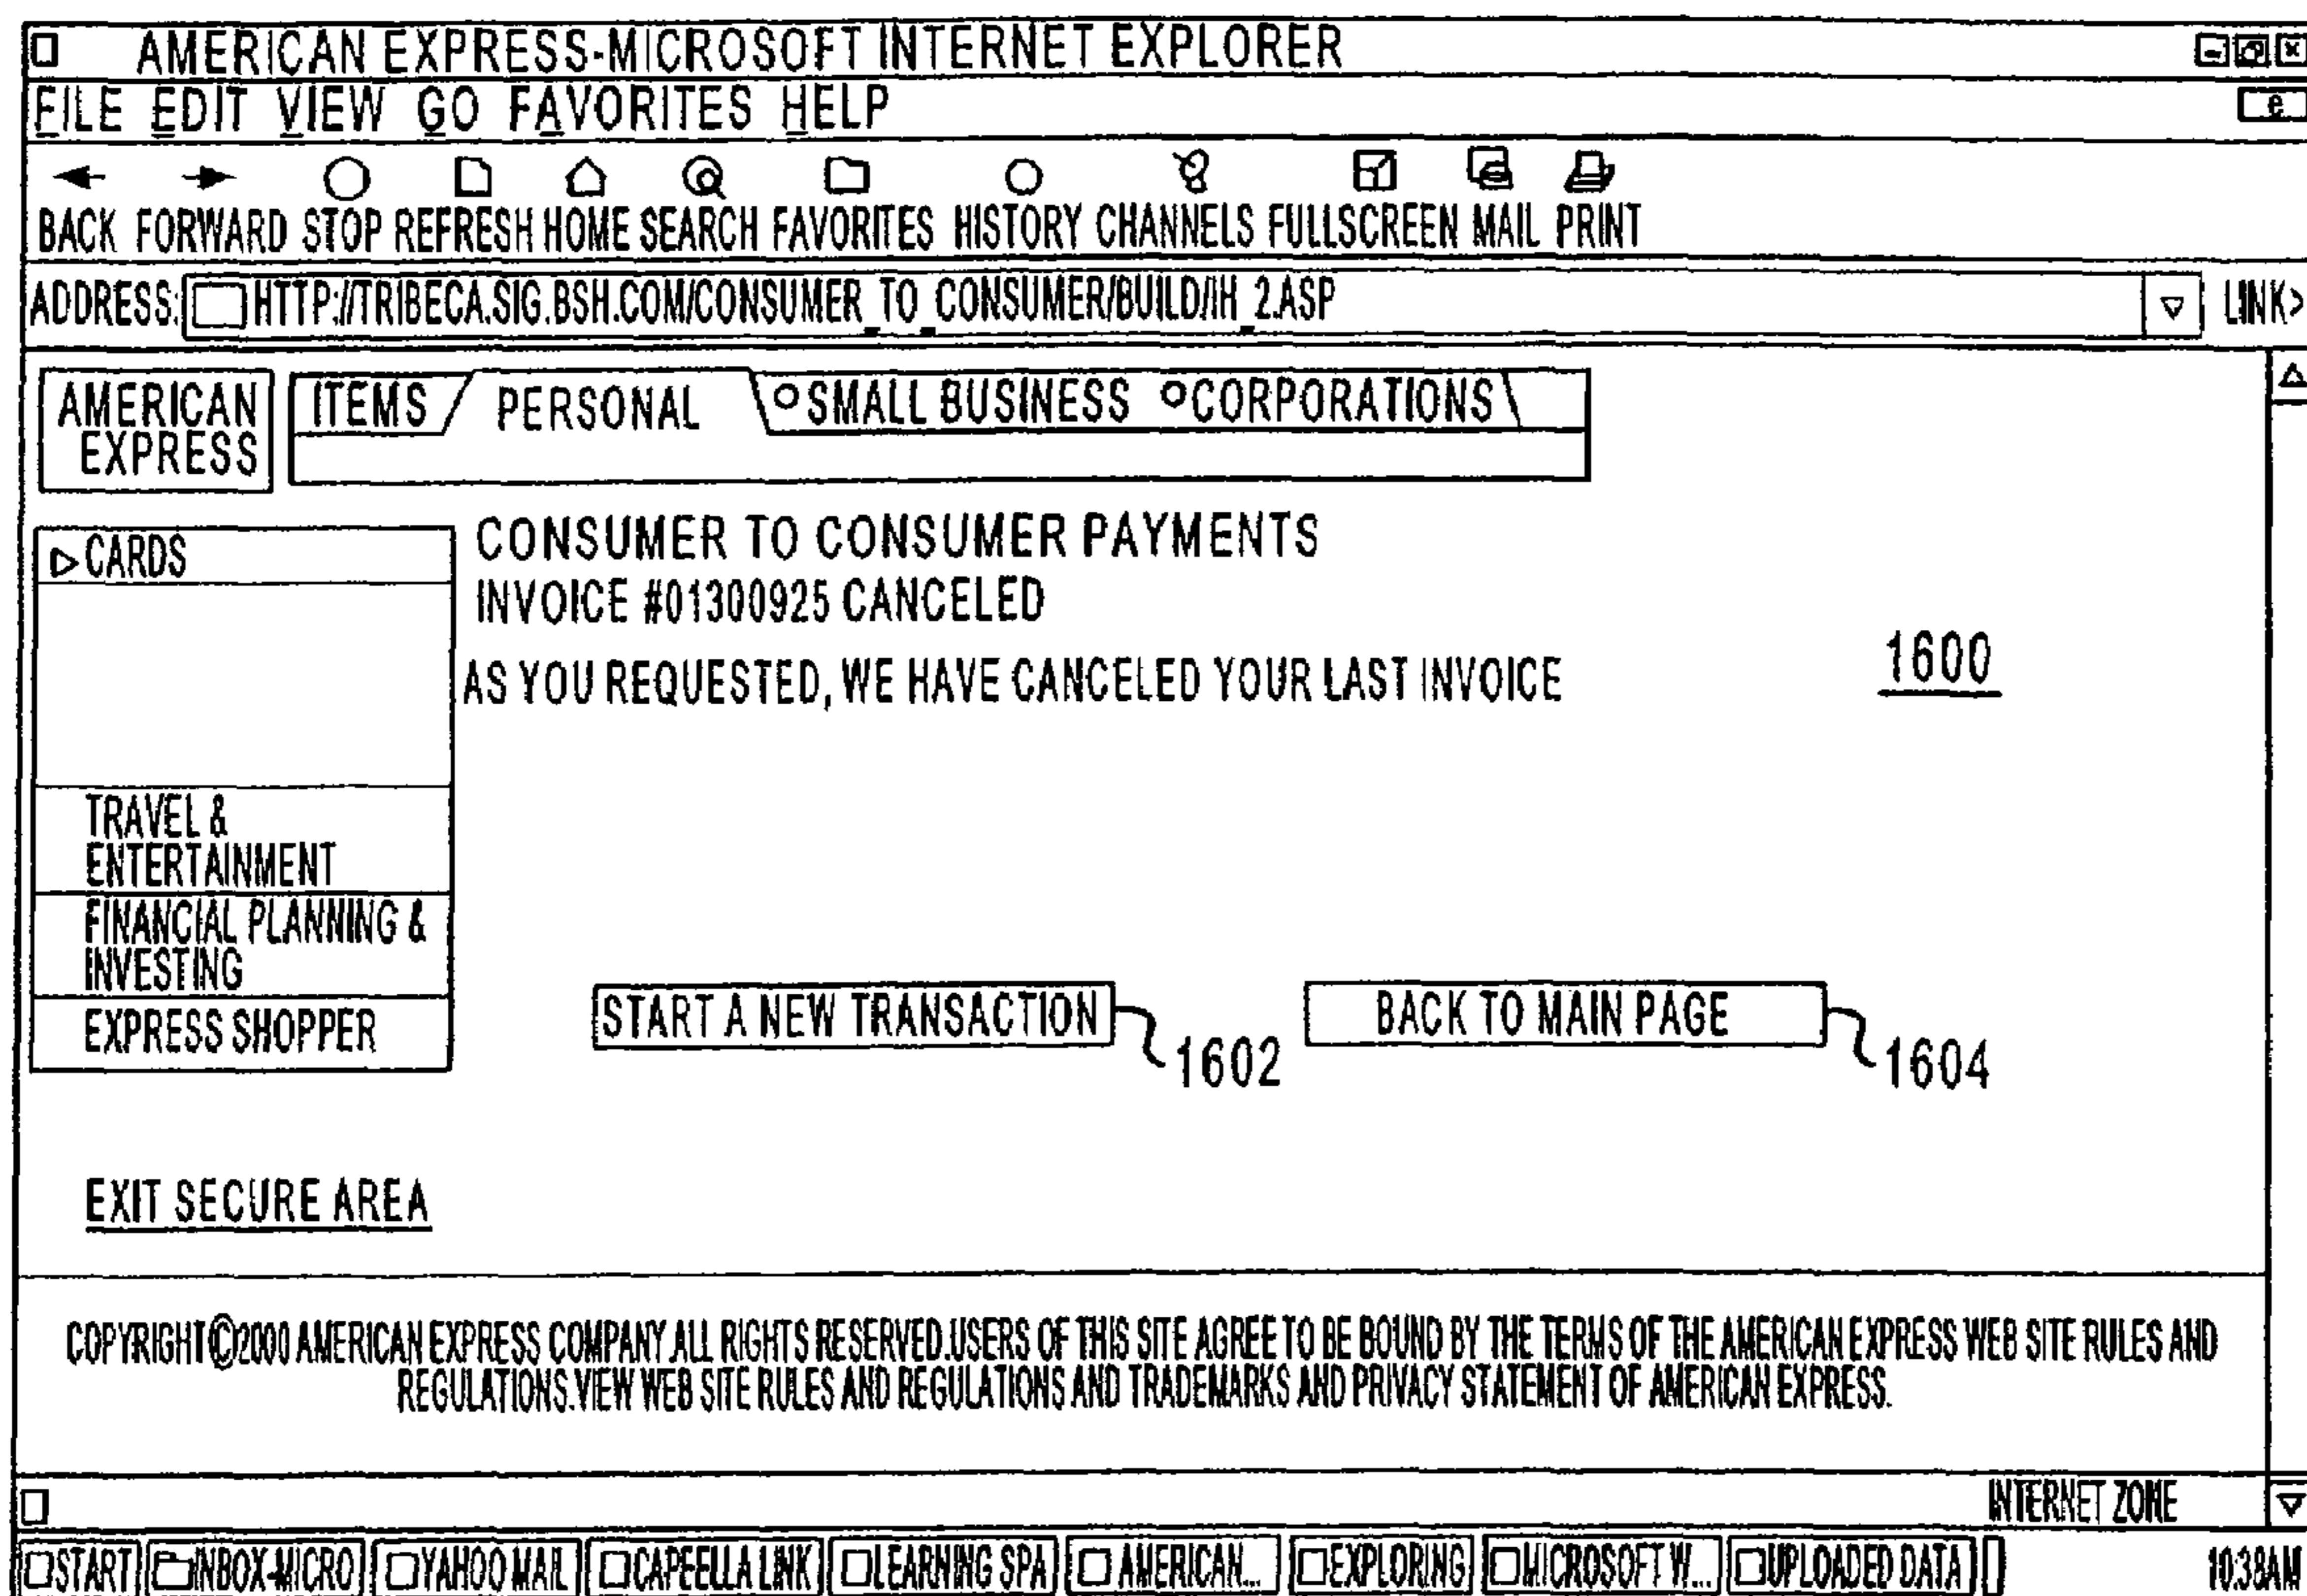 AMERICAN EXPRESS-MICROSOFT INTERNET EXPLORER
FILE EDIT VIEW GO FAVORITES HELP
e
BACK FORWARD STOP REFRESH HOME SEARCH FAVORITES HISTORY CHANNELS FULLSCREEN MAIL PRINT
ADDRESS: HTTP://TRIBECA.SIG.BSH.COM/CONSUMER_TO_CONSUMER/BUILD/IH_2.ASP LINK>
AMERICAN EXPRESS
ITEMS PERSONAL SMALL BUSINESS CORPORATIONS
CARDS
TRAVEL &
ENTERTAINMENT
FINANCIAL PLANNING &
INVESTING
EXPRESS SHOPPER
EXIT SECURE AREA
CONSUMER TO CONSUMER PAYMENTS
INVOICE #01300925 CANCELED
AS YOU REQUESTED, WE HAVE CANCELED YOUR LAST INVOICE
1600
START A NEW TRANSACTION 1602
BACK TO MAIN PAGE 1604
COPYRIGHT ©2000 AMERICAN EXPRESS COMPANY ALL RIGHTS RESERVED.USERS OF THIS SITE AGREE TO BE BOUND BY THE TERMS OF THE AMERICAN EXPRESS WEB SITE RULES AND
REGULATIONS.VIEW WEB SITE RULES AND REGULATIONS AND TRADEMARKS AND PRIVACY STATEMENT OF AMERICAN EXPRESS.
INTERNET ZONE
START INBOX-MICRO YAHOO MAIL CAPEELLA LINK LEARNING SPA AMERICAN... EXPLORING MICROSOFT W... UPLOADED DATA 10:38AM